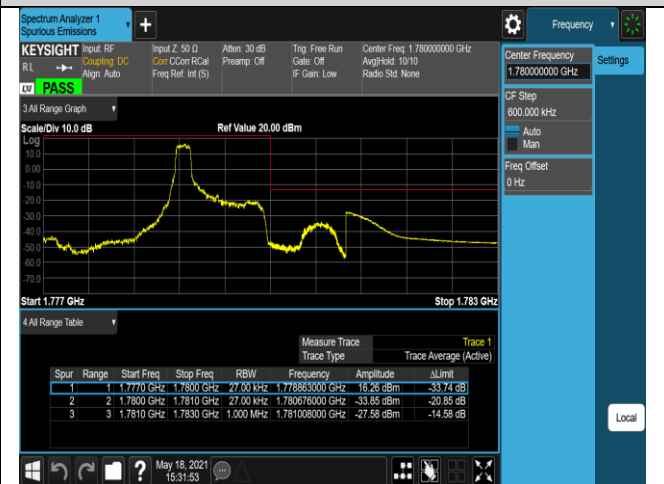 Spectrum Analyzer 1
Spurious Emissions
Frequency
KEYSIGHT Input: RF Input Z: 50 Ω Atten: 30 dB Trig: Free Run Center Freq: 1.780000000 GHz
RL Coupling: DC Corr CCorr RCal Preamp: Off Gate: Off Avg|Hold: 10/10
Align: Auto Freq Ref: Int (S) IF Gain: Low Radio Std: None
LXI PASS
3 All Range Graph
Scale/Div 10.0 dB Ref Value 20.00 dBm
Log
10.0
0.00
-10.0
-20.0
-30.0
-40.0
-50.0
-60.0
-70.0
Start 1.777 GHz Stop 1.783 GHz
4 All Range Table
Measure Trace Trace 1
Trace Type Trace Average (Active)
Spur Range Start Freq Stop Freq RBW Frequency Amplitude ΔLimit
1 1 1.7770 GHz 1.7800 GHz 27.00 kHz 1.778863000 GHz 16.26 dBm -33.74 dB
2 2 1.7800 GHz 1.7810 GHz 27.00 kHz 1.780676000 GHz -33.85 dBm -20.85 dB
3 3 1.7810 GHz 1.7830 GHz 1.000 MHz 1.781008000 GHz -27.58 dBm -14.58 dB
Center Frequency
1.780000000 GHz
Settings
CF Step
600.000 kHz
Auto
Man
Freq Offset
0 Hz
Local
? May 18, 2021
15:31:53